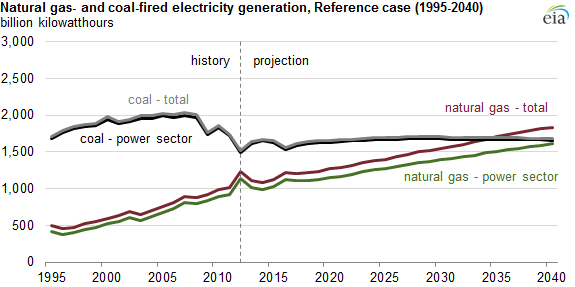 Natural gas- and coal-fired electricity generation, Reference case (1995-2040)
billion kilowatthours
eia
3,000
2,500
2,000
1,500
1,000
500
0
history
projection
coal - total
coal - power sector
natural gas - total
natural gas - power sector
1995 2000 2005 2010 2015 2020 2025 2030 2035 2040